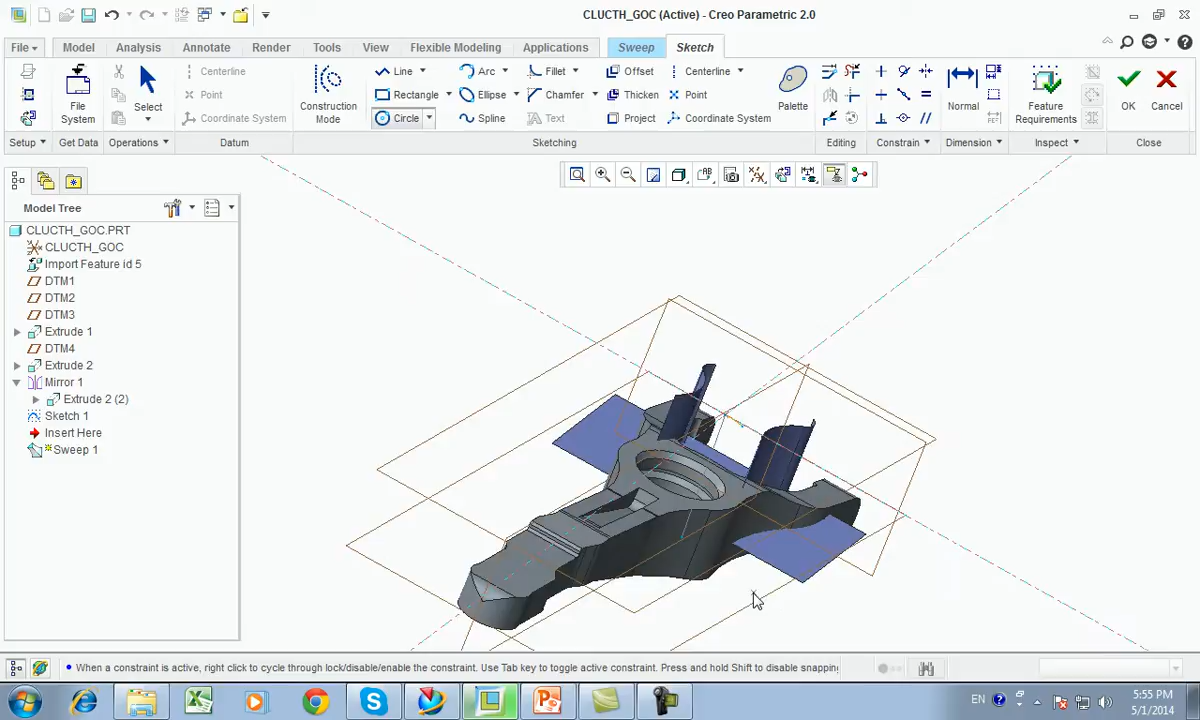 CLUCTH_GOC (Active) - Creo Parametric 2.0
File Model Analysis Annotate Render Tools View Flexible Modeling Applications Sweep Sketch
File System
Select
Centerline
Point
Coordinate System
Construction Mode
Line Arc Fillet Offset Centerline
Rectangle Ellipse Chamfer Thicken Point
Circle Spline Text Project Coordinate System
Palette
Normal
Feature Requirements
OK Cancel
Setup Get Data Operations Datum Sketching Editing Constrain Dimension Inspect Close
Model Tree
CLUCTH_GOC.PRT
CLUCTH_GOC
Import Feature id 5
DTM1
DTM2
DTM3
Extrude 1
DTM4
Extrude 2
Mirror 1
Extrude 2 (2)
Sketch 1
Insert Here
Sweep 1
When a constraint is active, right click to cycle through lock/disable/enable the constraint. Use Tab key to toggle active constraint. Press and hold Shift to disable snapping
EN 5:55 PM
5/1/2014